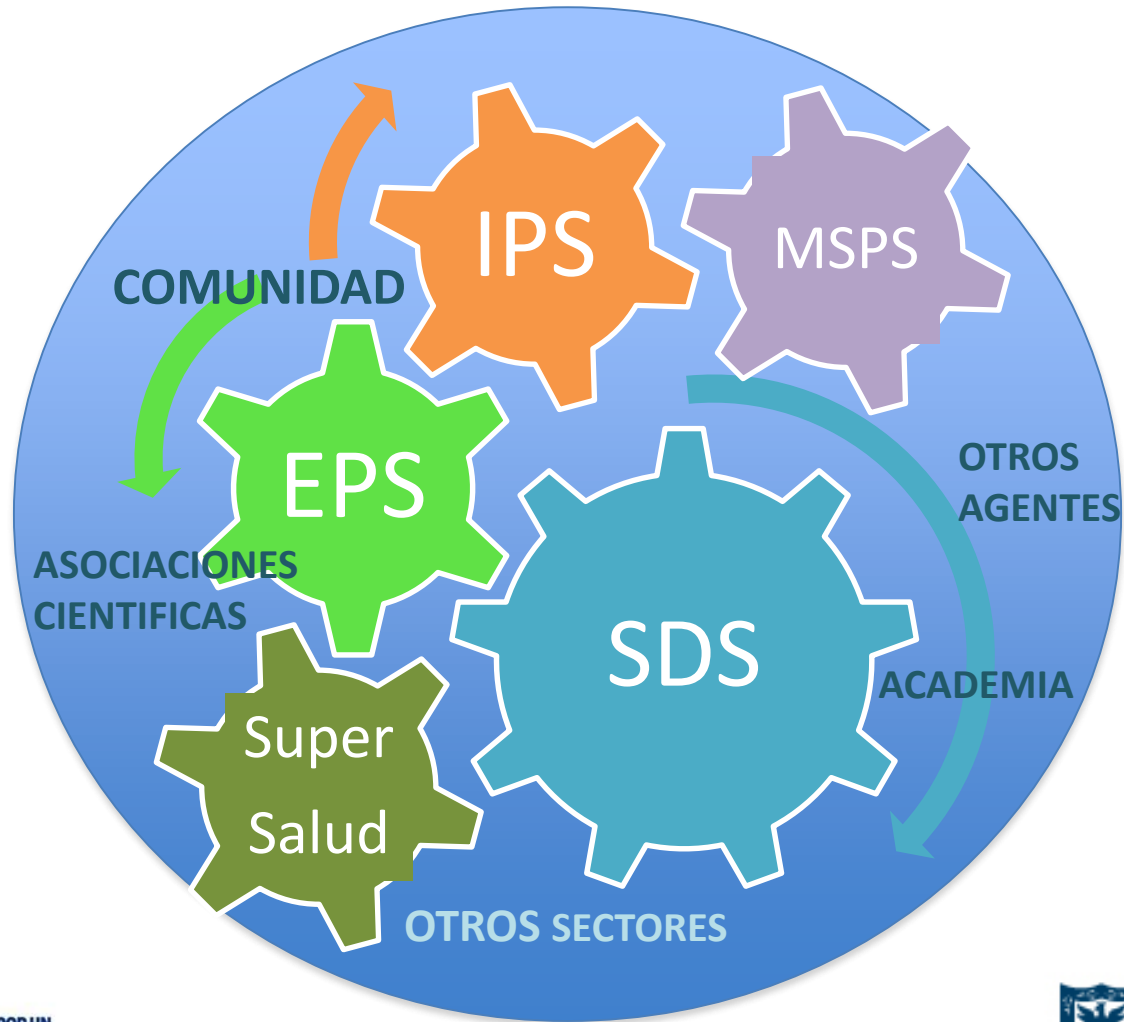 IPS
MSPS
COMUNIDAD
EPS
OTROS
AGENTES
ASOCIACIONES
CIENTIFICAS
SDS
ACADEMIA
Super
Salud
OTROS SECTORES